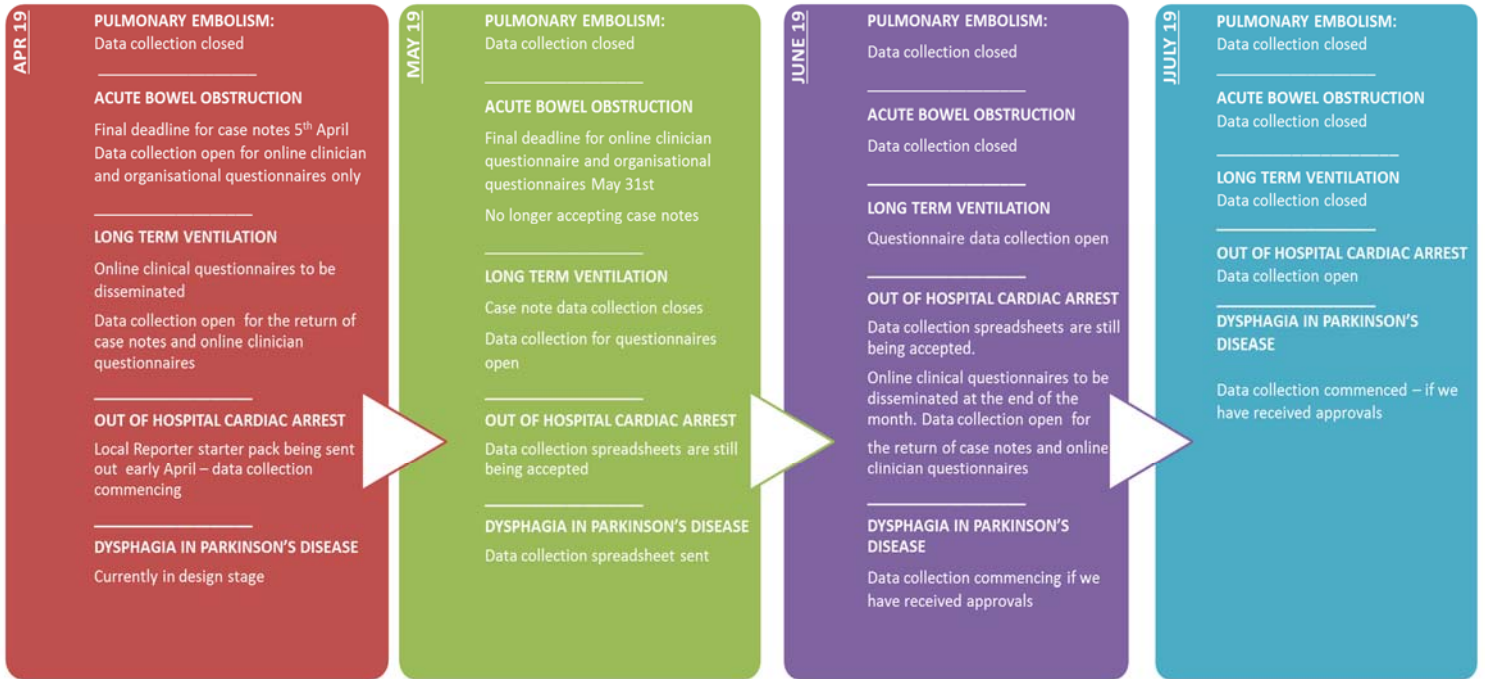 APR 19
PULMONARY EMBOLISM:
Data collection closed
ACUTE BOWEL OBSTRUCTION
Final deadline for case notes 5th April
Data collection open for online clinician
and organisational questionnaires only
LONG TERM VENTILATION
Online clinical questionnaires to be
disseminated
Data collection open for the return of
case notes and online clinician
questionnaires
OUT OF HOSPITAL CARDIAC ARREST
Local Reporter starter pack being sent
out early April – data collection
commencing
DYSPHAGIA IN PARKINSON'S DISEASE
Currently in design stage
MAY 19
PULMONARY EMBOLISM:
Data collection closed
ACUTE BOWEL OBSTRUCTION
Final deadline for online clinician
questionnaire and organisational
questionnaires May 31st
No longer accepting case notes
LONG TERM VENTILATION
Case note data collection closes
Data collection for questionnaires
open
OUT OF HOSPITAL CARDIAC ARREST
Data collection spreadsheets are still
being accepted
DYSPHAGIA IN PARKINSON'S DISEASE
Data collection spreadsheet sent
JUNE 19
PULMONARY EMBOLISM:
Data collection closed
ACUTE BOWEL OBSTRUCTION
Data collection closed
LONG TERM VENTILATION
Questionnaire data collection open
OUT OF HOSPITAL CARDIAC ARREST
Data collection spreadsheets are still
being accepted.
Online clinical questionnaires to be
disseminated at the end of the
month. Data collection open for
the return of case notes and online
clinician questionnaires
DYSPHAGIA IN PARKINSON'S
DISEASE
Data collection commencing if we
have received approvals
JJULY 19
PULMONARY EMBOLISM:
Data collection closed
ACUTE BOWEL OBSTRUCTION
Data collection closed
LONG TERM VENTILATION
Data collection closed
OUT OF HOSPITAL CARDIAC ARREST
Data collection open
DYSPHAGIA IN PARKINSON'S
DISEASE
Data collection commenced – if we
have received approvals